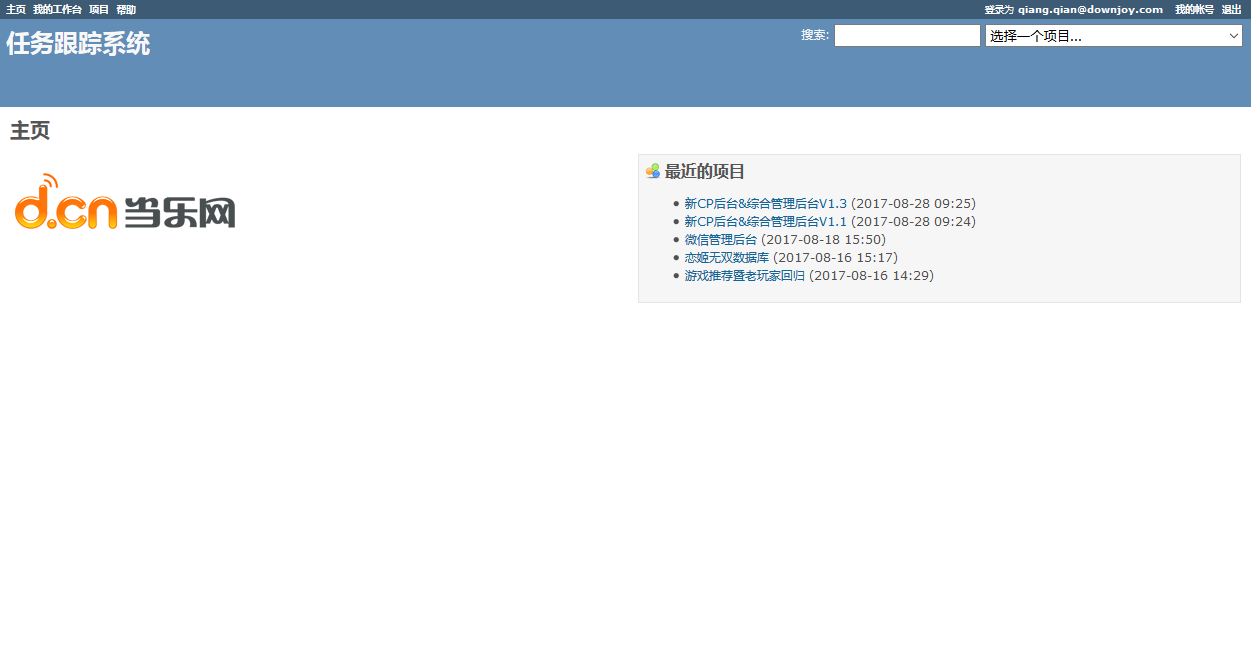 主页 我的工作台 项目 帮助 登录为 qiang.qian@downjoy.com 我的帐号 退出
任务跟踪系统 搜索: 选择一个项目...
主页
d.cn 当乐网
最近的项目
新CP后台&综合管理后台V1.3 (2017-08-28 09:25)
新CP后台&综合管理后台V1.1 (2017-08-28 09:24)
微信管理后台 (2017-08-18 15:50)
恋姬无双数据库 (2017-08-16 15:17)
游戏推荐暨老玩家回归 (2017-08-16 14:29)